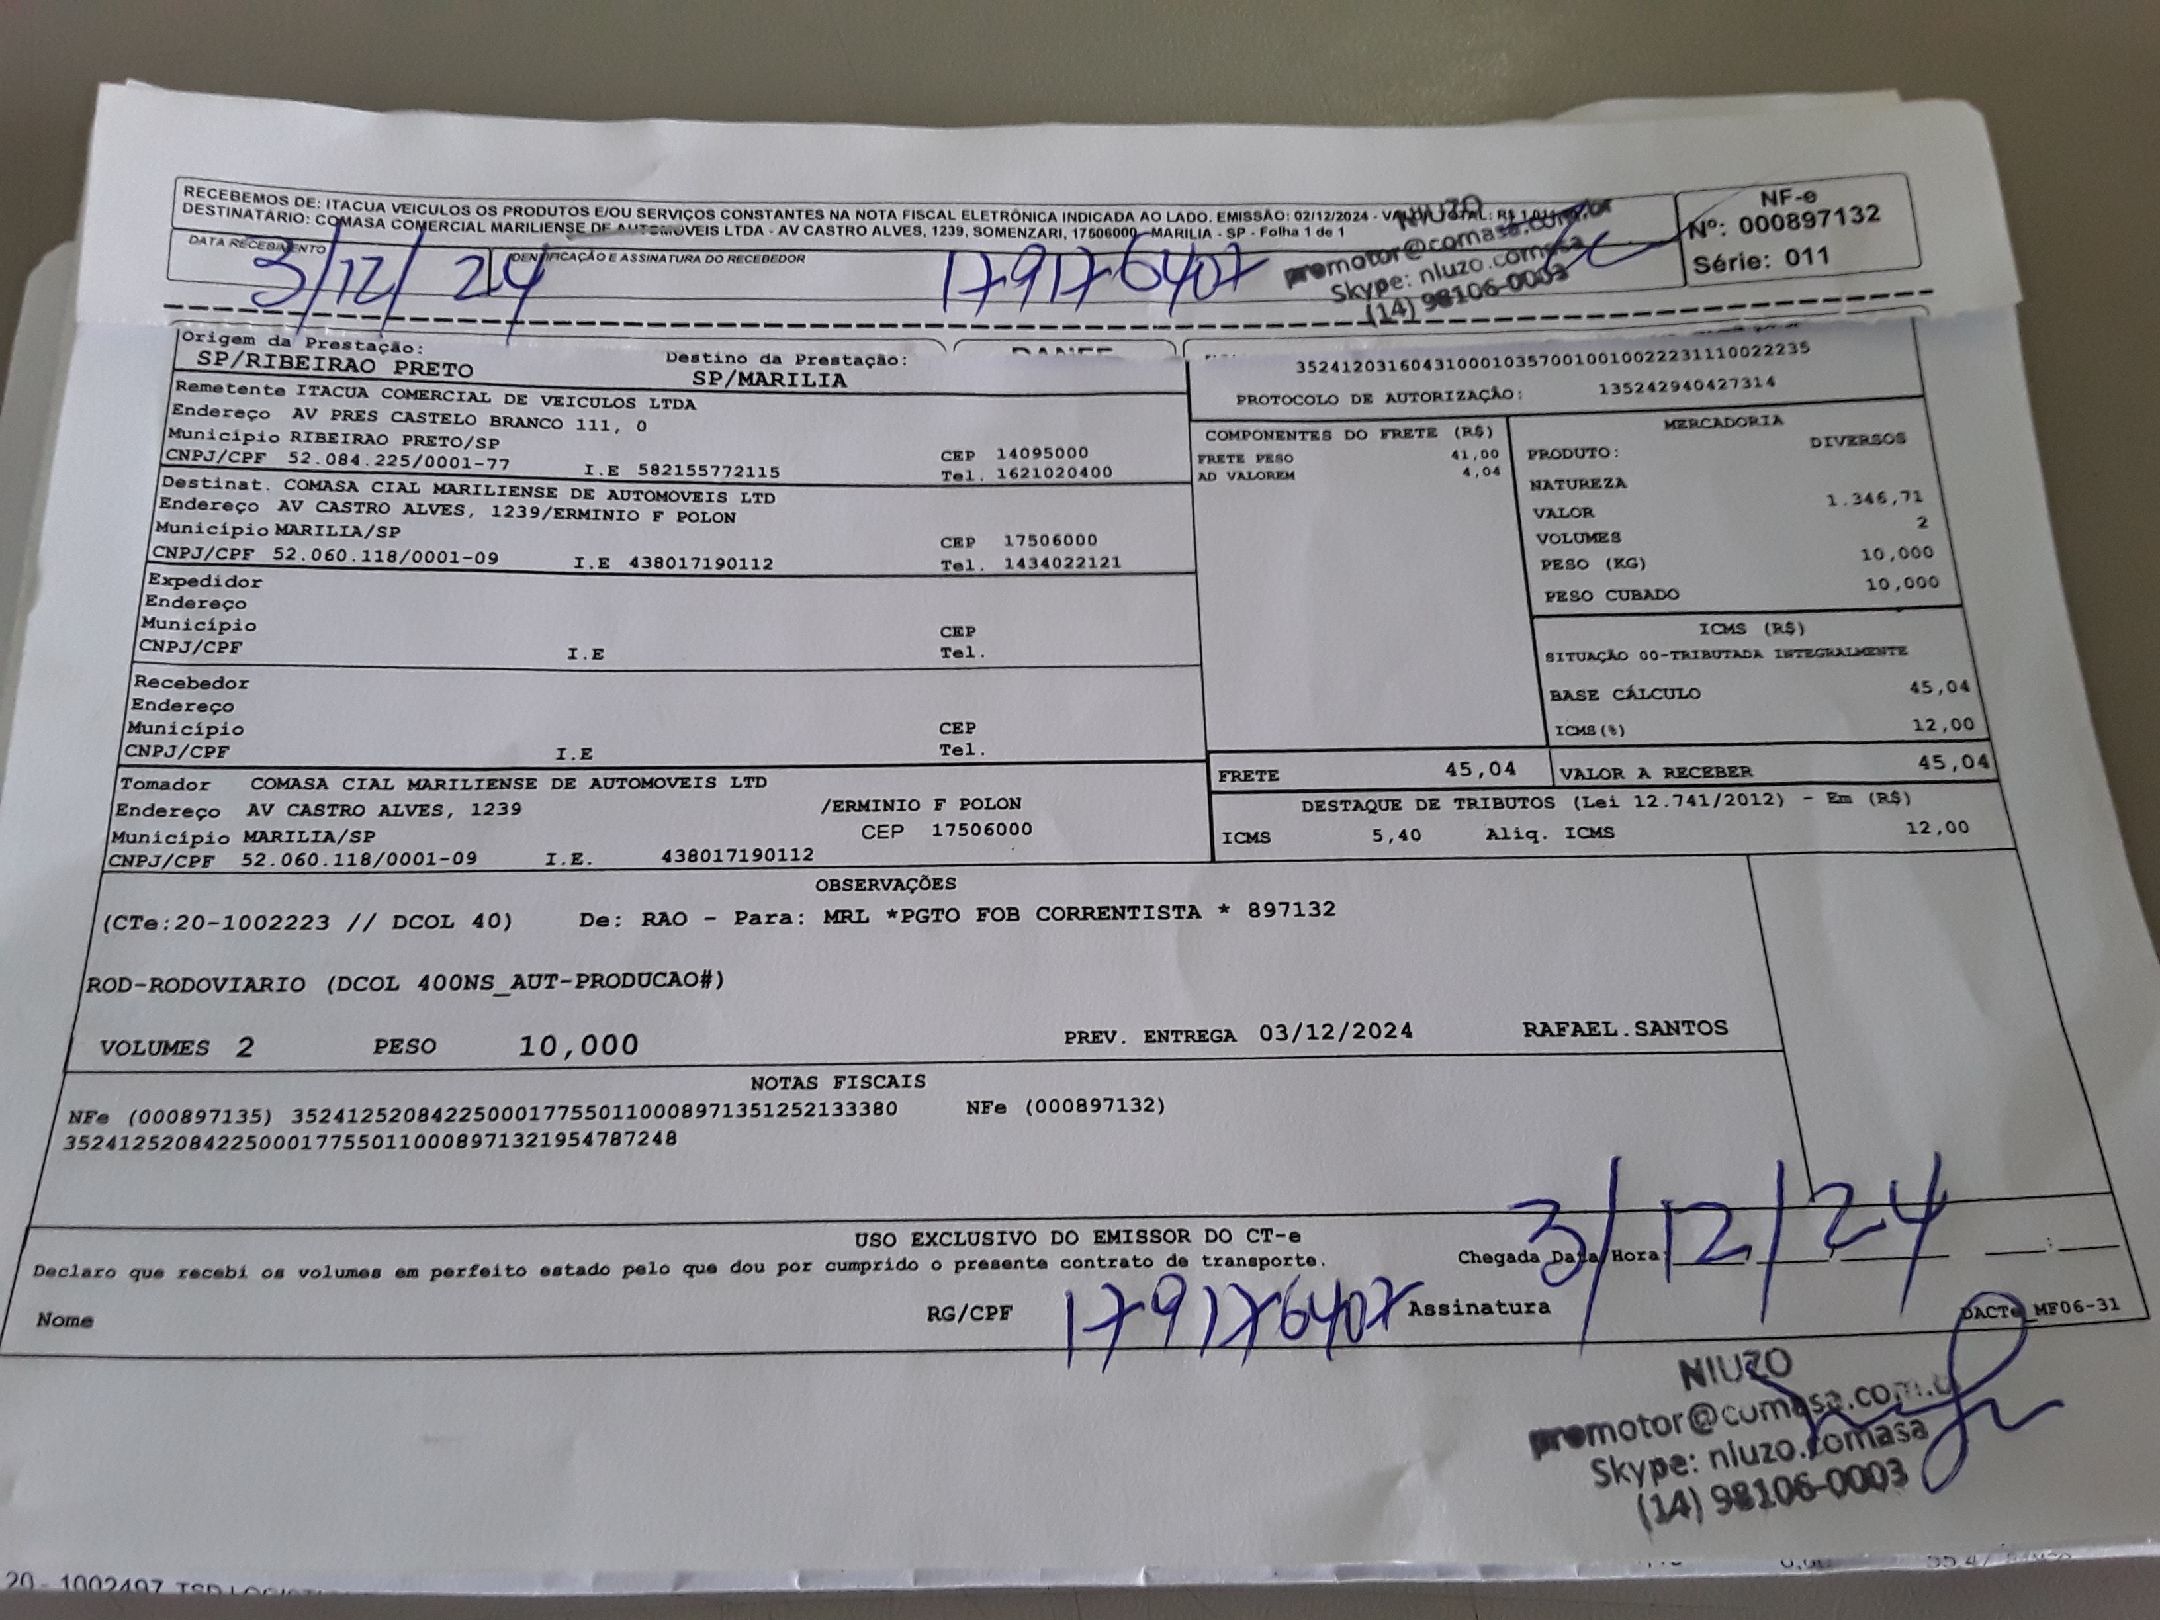 RECEBEMOS DE: ITACUA VEICULOS OS PRODUTOS E/OU SERVIÇOS CONSTANTES NA NOTA FISCAL ELETRÔNICA INDICADA AO LADO. EMISSÃO: 02/12/2024 - TOTAL: R$
DESTINATÁRIO: COMASA COMERCIAL MARILIENSE DE AUTOMOVEIS LTDA - AV CASTRO ALVES, 1239, SOMENZARI, 17506000 - MARILIA - SP - Folha 1 de 1
NF-e
Nº: 000897132
Série: 011
DATA RECEBIMENTO
3/12/24
IDENTIFICAÇÃO E ASSINATURA DO RECEBEDOR
179176407
NIUZO
promotor@comasa.com.br
Skype: niuzo.comasa
(14) 98106-0003
DANFE
Origem da Prestação:
SP/RIBEIRAO PRETO
Destino da Prestação:
SP/MARILIA
35241203160431000103570010010022231110022235
PROTOCOLO DE AUTORIZAÇÃO: 135242940427314
Remetente ITACUA COMERCIAL DE VEICULOS LTDA
Endereço AV PRES CASTELO BRANCO 111, 0
Município RIBEIRAO PRETO/SP CEP 14095000
CNPJ/CPF 52.084.225/0001-77 I.E 582155772115 Tel. 1621020400
Destinat. COMASA CIAL MARILIENSE DE AUTOMOVEIS LTD
Endereço AV CASTRO ALVES, 1239/ERMINIO F POLON
Município MARILIA/SP CEP 17506000
CNPJ/CPF 52.060.118/0001-09 I.E 438017190112 Tel. 1434022121
Expedidor
Endereço
Município CEP
CNPJ/CPF I.E Tel.
Recebedor
Endereço
Município CEP
CNPJ/CPF I.E Tel.
Tomador COMASA CIAL MARILIENSE DE AUTOMOVEIS LTD
Endereço AV CASTRO ALVES, 1239 /ERMINIO F POLON
Município MARILIA/SP CEP 17506000
CNPJ/CPF 52.060.118/0001-09 I.E. 438017190112
COMPONENTES DO FRETE (R$)
FRETE PESO 41,00
AD VALOREM 4,04
MERCADORIA
PRODUTO: DIVERSOS
NATUREZA
VALOR 1.346,71
VOLUMES 2
PESO (KG) 10,000
PESO CUBADO 10,000
ICMS (R$)
SITUAÇÃO 00-TRIBUTADA INTEGRALMENTE
BASE CÁLCULO 45,04
ICMS(%) 12,00
FRETE 45,04 VALOR A RECEBER 45,04
DESTAQUE DE TRIBUTOS (Lei 12.741/2012) - Em (R$)
ICMS 5,40 Aliq. ICMS 12,00
OBSERVAÇÕES
(CTe:20-1002223 // DCOL 40) De: RAO - Para: MRL *PGTO FOB CORRENTISTA * 897132
ROD-RODOVIARIO (DCOL 400NS_AUT-PRODUCAO#)
VOLUMES 2 PESO 10,000 PREV. ENTREGA 03/12/2024 RAFAEL.SANTOS
NOTAS FISCAIS
NFe (000897135) 35241252084225000177550110008971351252133380 NFe (000897132)
35241252084225000177550110008971321954787248
USO EXCLUSIVO DO EMISSOR DO CT-e
Declaro que recebi os volumes em perfeito estado pelo que dou por cumprido o presente contrato de transporte.
Chegada Data/Hora: 3/12/24 :
Nome RG/CPF 179176407 Assinatura
DACTe_MF06-31
NIUZO
promotor@comasa.com.b
Skype: niuzo.comasa
(14) 98106-0003
20 - 1002497